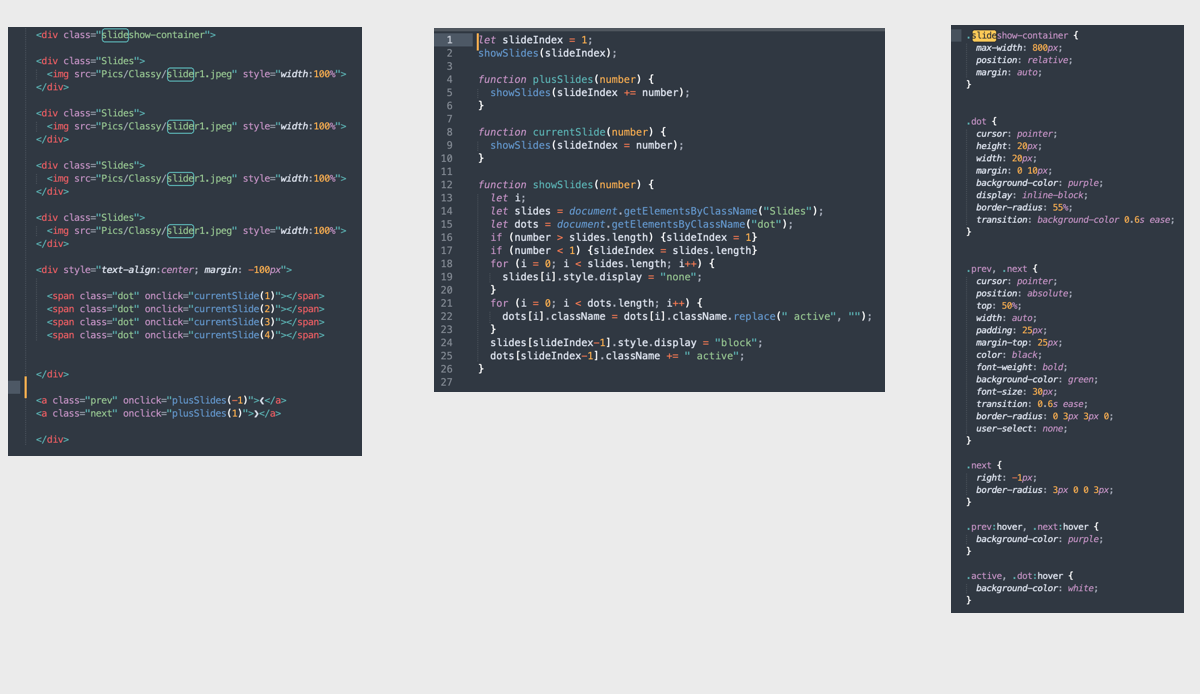 <div class="slideshow-container">
<div class="Slides">
<img src="Pics/Classy/slider1.jpeg" style="width:100%">
</div>
<div class="Slides">
<img src="Pics/Classy/slider1.jpeg" style="width:100%">
</div>
<div class="Slides">
<img src="Pics/Classy/slider1.jpeg" style="width:100%">
</div>
<div class="Slides">
<img src="Pics/Classy/slider1.jpeg" style="width:100%">
</div>
<div style="text-align:center; margin: -100px">
<span class="dot" onclick="currentSlide(1)"></span>
<span class="dot" onclick="currentSlide(2)"></span>
<span class="dot" onclick="currentSlide(3)"></span>
<span class="dot" onclick="currentSlide(4)"></span>
</div>
<a class="prev" onclick="plusSlides(-1)">❮</a>
<a class="next" onclick="plusSlides(1)">❯</a>
</div>
1 let slideIndex = 1;
2 showSlides(slideIndex);
3
4 function plusSlides(number) {
5 showSlides(slideIndex += number);
6 }
7
8 function currentSlide(number) {
9 showSlides(slideIndex = number);
10 }
11
12 function showSlides(number) {
13 let i;
14 let slides = document.getElementsByClassName("Slides");
15 let dots = document.getElementsByClassName("dot");
16 if (number > slides.length) {slideIndex = 1}
17 if (number < 1) {slideIndex = slides.length}
18 for (i = 0; i < slides.length; i++) {
19 slides[i].style.display = "none";
20 }
21 for (i = 0; i < dots.length; i++) {
22 dots[i].className = dots[i].className.replace(" active", "");
23 }
24 slides[slideIndex-1].style.display = "block";
25 dots[slideIndex-1].className += " active";
26 }
27
.slideshow-container {
max-width: 800px;
position: relative;
margin: auto;
}
.dot {
cursor: pointer;
height: 20px;
width: 20px;
margin: 0 10px;
background-color: purple;
display: inline-block;
border-radius: 55%;
transition: background-color 0.6s ease;
}
.prev, .next {
cursor: pointer;
position: absolute;
top: 50%;
width: auto;
padding: 25px;
margin-top: 25px;
color: black;
font-weight: bold;
background-color: green;
font-size: 30px;
transition: 0.6s ease;
border-radius: 0 3px 3px 0;
user-select: none;
}
.next {
right: -1px;
border-radius: 3px 0 0 3px;
}
.prev:hover, .next:hover {
background-color: purple;
}
.active, .dot:hover {
background-color: white;
}